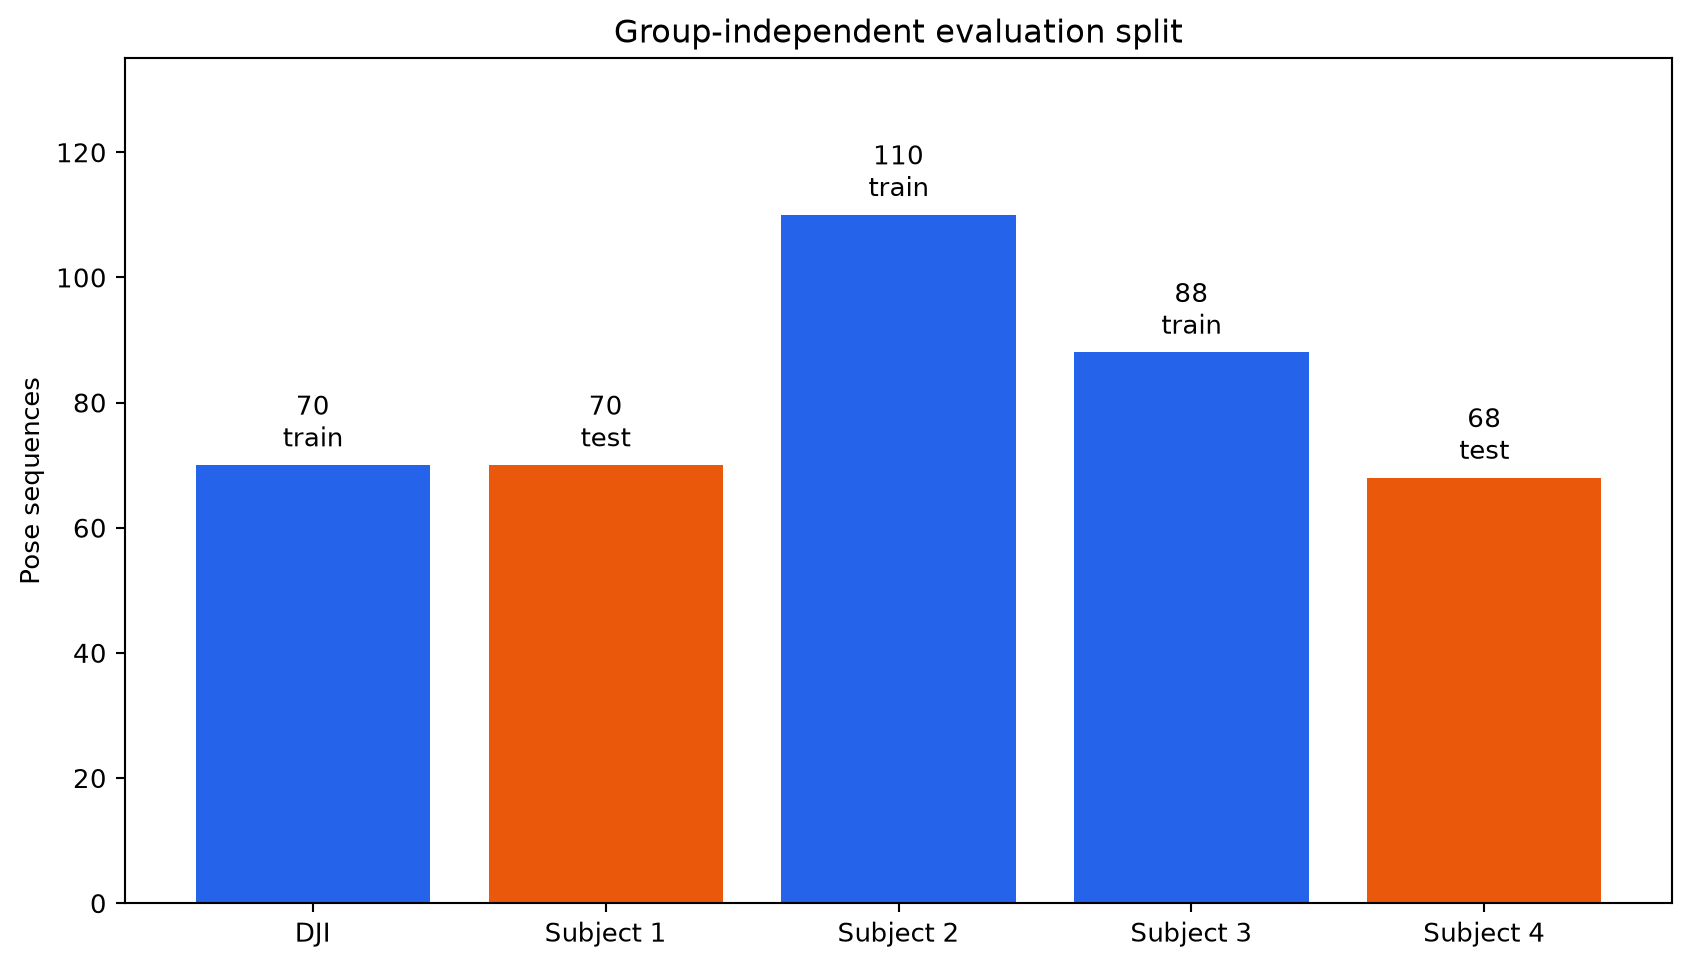 Group-independent evaluation split
Pose sequences
120
100
80
60
40
20
0
70
train
70
test
110
train
88
train
68
test
DJI
Subject 1
Subject 2
Subject 3
Subject 4